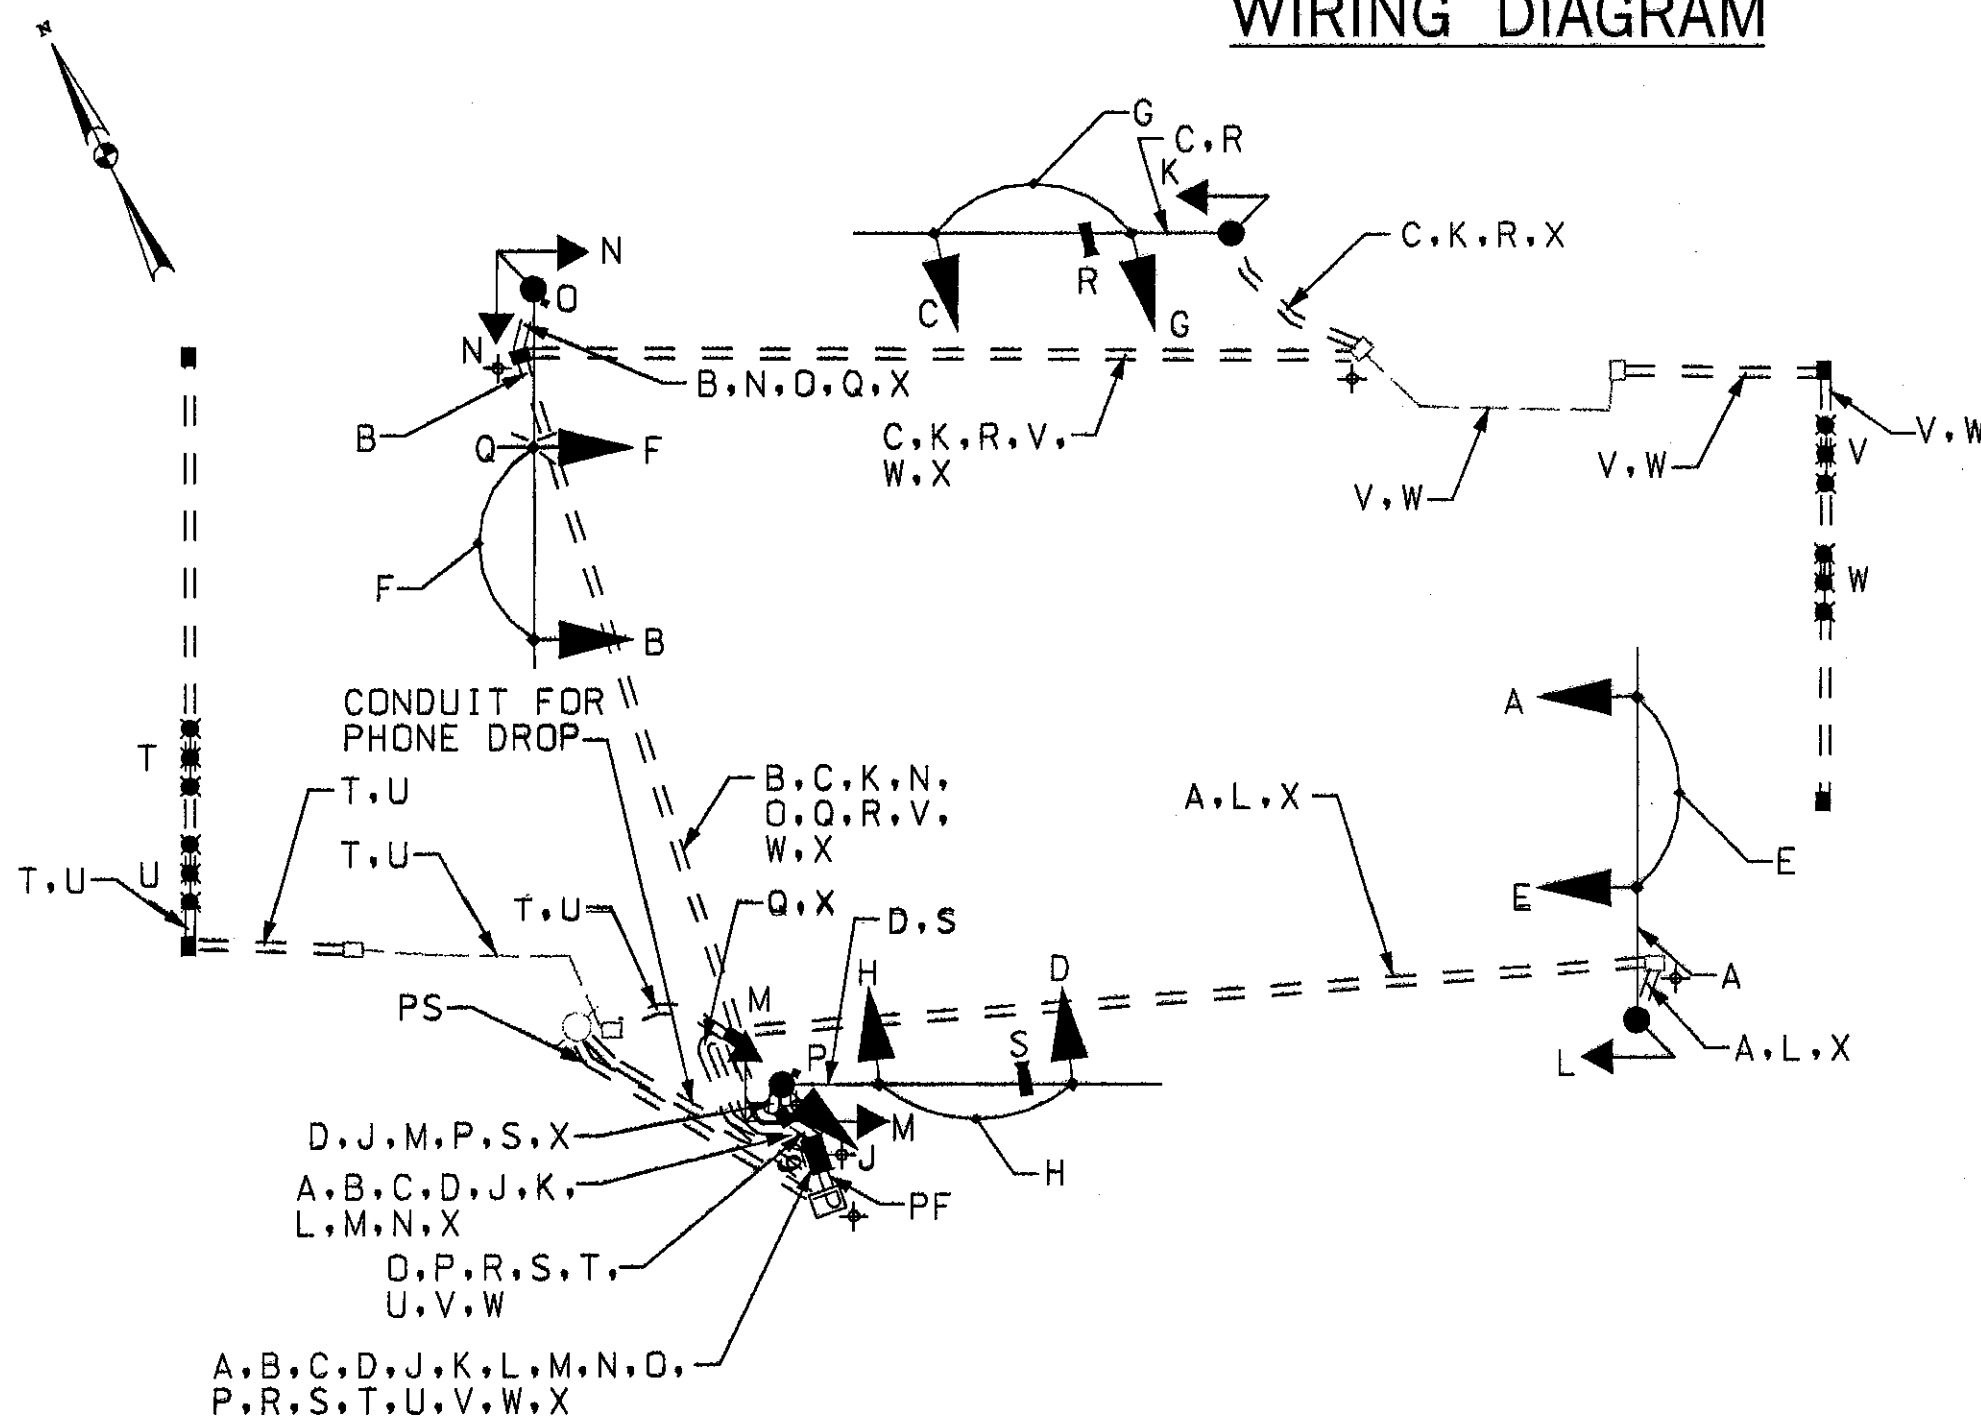 WIRING DIAGRAM
N
G
C,R
K
C,K,R,X
N
O
R
C
G
N
B,N,O,Q,X
B
Q
F
C,K,R,V,
W,X
V,W
V,W
V,W
V
F
W
B
CONDUIT FOR
PHONE DROP
A
T
T,U
B,C,K,N,
O,Q,R,V,
W,X
A,L,X
T,U
E
T,U
U
E
Q,X
T,U
D,S
H
D
A
PS
M
S
P
A,L,X
L
D,J,M,P,S,X
M
J
H
A,B,C,D,J,K,
L,M,N,X
PF
O,P,R,S,T,
U,V,W
A,B,C,D,J,K,L,M,N,O,
P,R,S,T,U,V,W,X